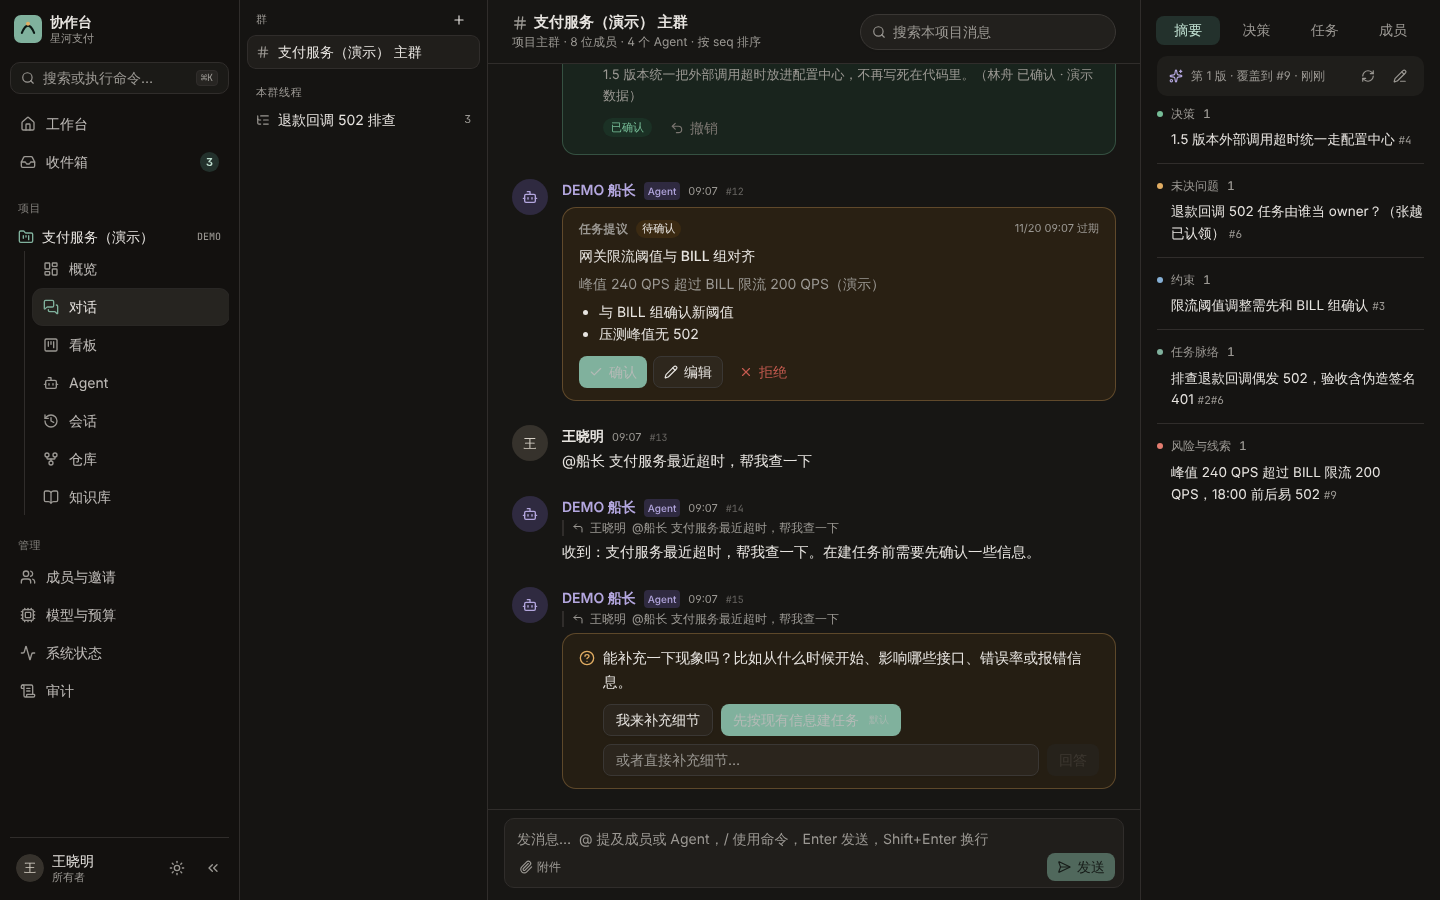 协作台
星河支付
搜索或执行命令... ⌘K
工作台
收件箱 3
项目
支付服务（演示） DEMO
概览
对话
看板
Agent
会话
仓库
知识库
管理
成员与邀请
模型与预算
系统状态
审计
王 王晓明
所有者
群
# 支付服务（演示） 主群
本群线程
退款回调 502 排查 3
# 支付服务（演示） 主群
项目主群 · 8 位成员 · 4 个 Agent · 按 seq 排序
搜索本项目消息
1.5 版本统一把外部调用超时放进配置中心，不再写死在代码里。（林舟 已确认 · 演示
数据）
已确认 撤销
DEMO 船长 Agent 09:07 #12
任务提议 待确认 11/20 09:07 过期
网关限流阈值与 BILL 组对齐
峰值 240 QPS 超过 BILL 限流 200 QPS（演示）
• 与 BILL 组确认新阈值
• 压测峰值无 502
确认 编辑 拒绝
王 王晓明 09:07 #13
@船长 支付服务最近超时，帮我查一下
DEMO 船长 Agent 09:07 #14
王晓明 @船长 支付服务最近超时，帮我查一下
收到：支付服务最近超时，帮我查一下。在建任务前需要先确认一些信息。
DEMO 船长 Agent 09:07 #15
王晓明 @船长 支付服务最近超时，帮我查一下
能补充一下现象吗？比如从什么时候开始、影响哪些接口、错误率或报错信
息。
我来补充细节 先按现有信息建任务 默认
或者直接补充细节... 回答
发消息... @ 提及成员或 Agent，/ 使用命令，Enter 发送，Shift+Enter 换行
附件 发送
摘要 决策 任务 成员
第 1 版 · 覆盖到 #9 · 刚刚
决策 1
1.5 版本外部调用超时统一走配置中心 #4
未决问题 1
退款回调 502 任务由谁当 owner？（张越
已认领） #6
约束 1
限流阈值调整需先和 BILL 组确认 #3
任务脉络 1
排查退款回调偶发 502，验收含伪造签名
401 #2#6
风险与线索 1
峰值 240 QPS 超过 BILL 限流 200
QPS，18:00 前后易 502 #9